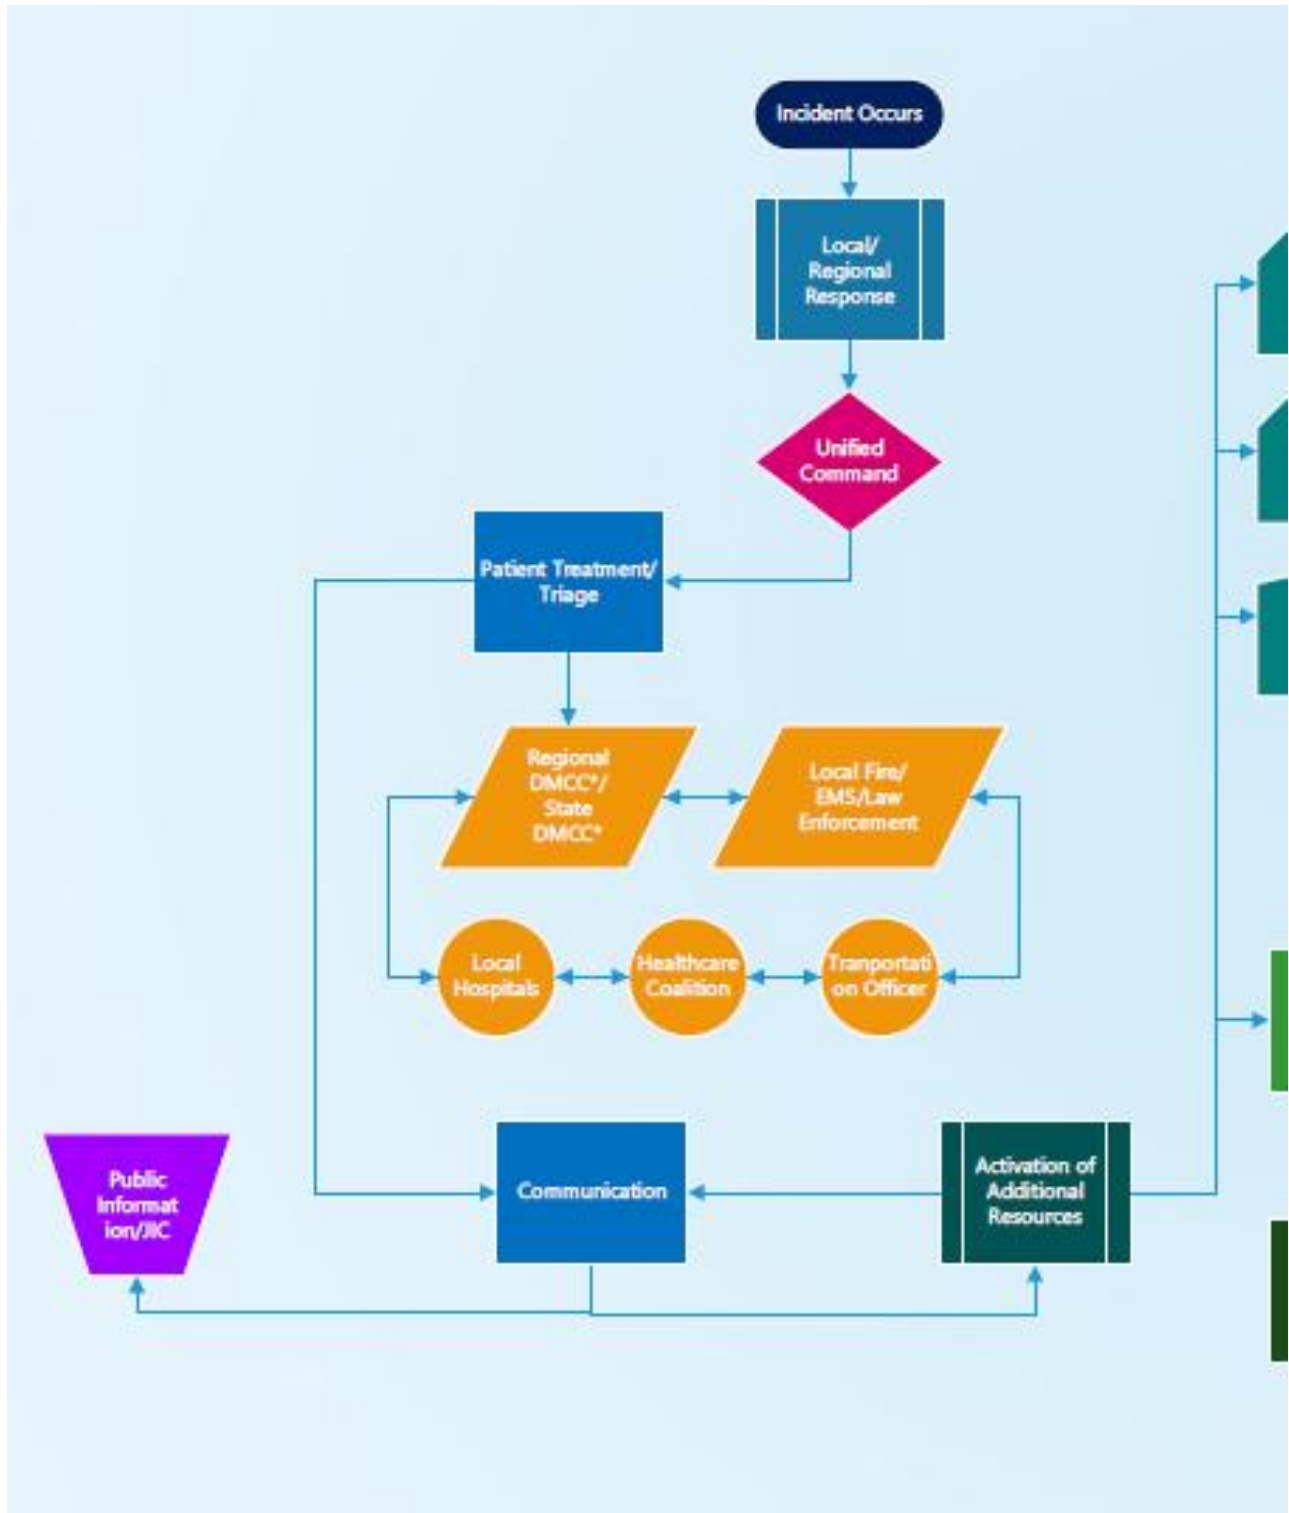 Incident Occurs
Local/
Regional
Response
Unified
Command
Patient Treatment/
Triage
Regional
DMCC*/
State
DMCC*
Local Fire/
EMS/Law
Enforcement
Local
Hospitals
Healthcare
Coalition
Tranportati
on Officer
Public
Informat
ion/JIC
Communication
Activation of
Additional
Resources